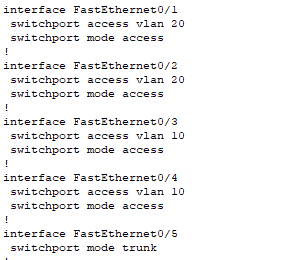 interface FastEthernet0/1
 switchport access vlan 20
 switchport mode access
!
interface FastEthernet0/2
 switchport access vlan 20
 switchport mode access
!
interface FastEthernet0/3
 switchport access vlan 10
 switchport mode access
!
interface FastEthernet0/4
 switchport access vlan 10
 switchport mode access
!
interface FastEthernet0/5
 switchport mode trunk